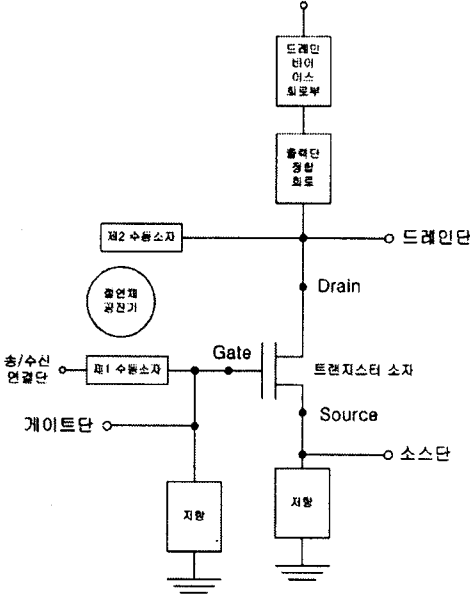 드레인
바이
어스
회로부
출력단
정합
회로
제2 수동소자
드레인단
절연체
공진기
Drain
송/수신
연결단
제1 수동소자
Gate
트랜지스터 소자
게이트단
Source
소스단
저항
저항